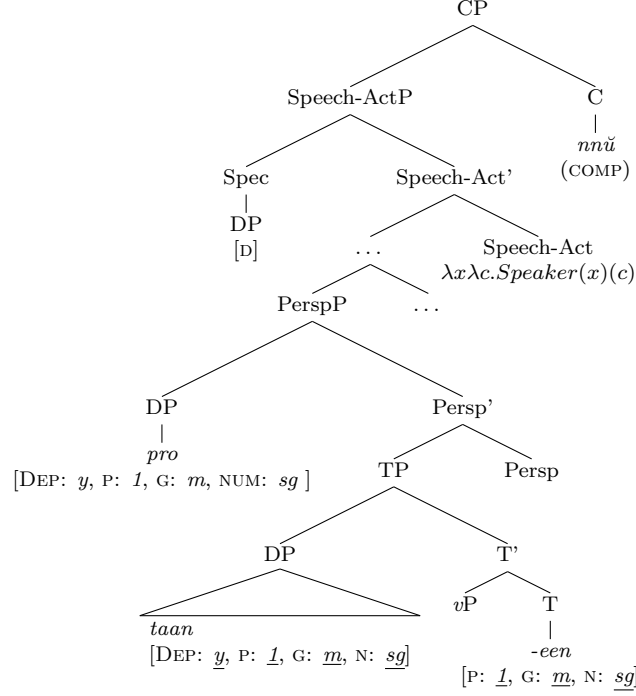 CP
Speech-ActP C
nnŭ
(COMP)
Spec Speech-Act'
DP
[D]
... Speech-Act
λxλc.Speaker(x)(c)
PerspP ...
DP Persp'
pro
[DEP: y, P: 1, G: m, NUM: sg ]
TP Persp
DP T'
taan
[DEP: y, P: 1, G: m, N: sg]
vP T
-een
[P: 1, G: m, N: sg]